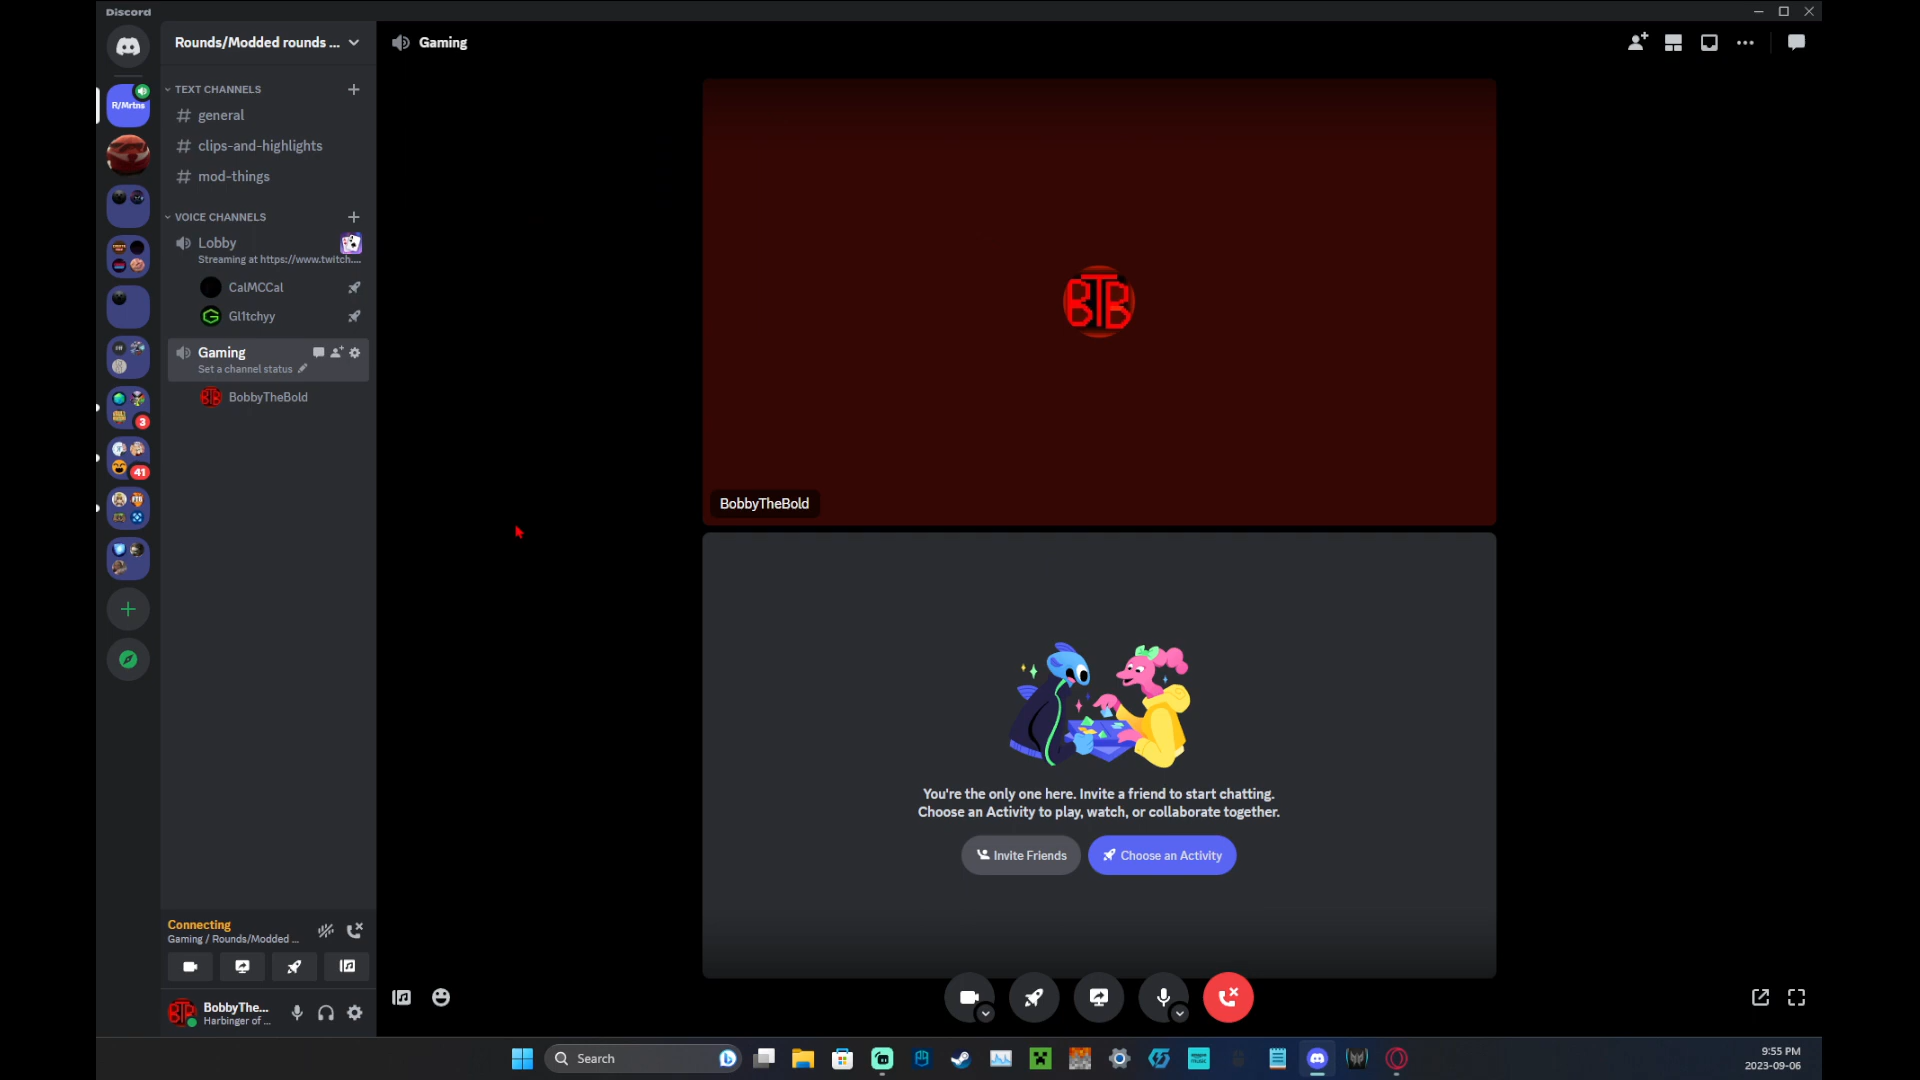 Discord
Rounds/Modded rounds ...
Gaming
R/Mrtns
TEXT CHANNELS
# general
# clips-and-highlights
# mod-things
VOICE CHANNELS
Lobby
Streaming at https://www.twitch....
CalMCCal
Gl1tchyy
Gaming
Set a channel status
BTB
BobbyTheBold
3
41
BTB
BobbyTheBold
You're the only one here. Invite a friend to start chatting.
Choose an Activity to play, watch, or collaborate together.
Invite Friends
Choose an Activity
Connecting
Gaming / Rounds/Modded ...
BTB
BobbyThe...
Harbinger of ...
Search
9:55 PM
2023-09-06